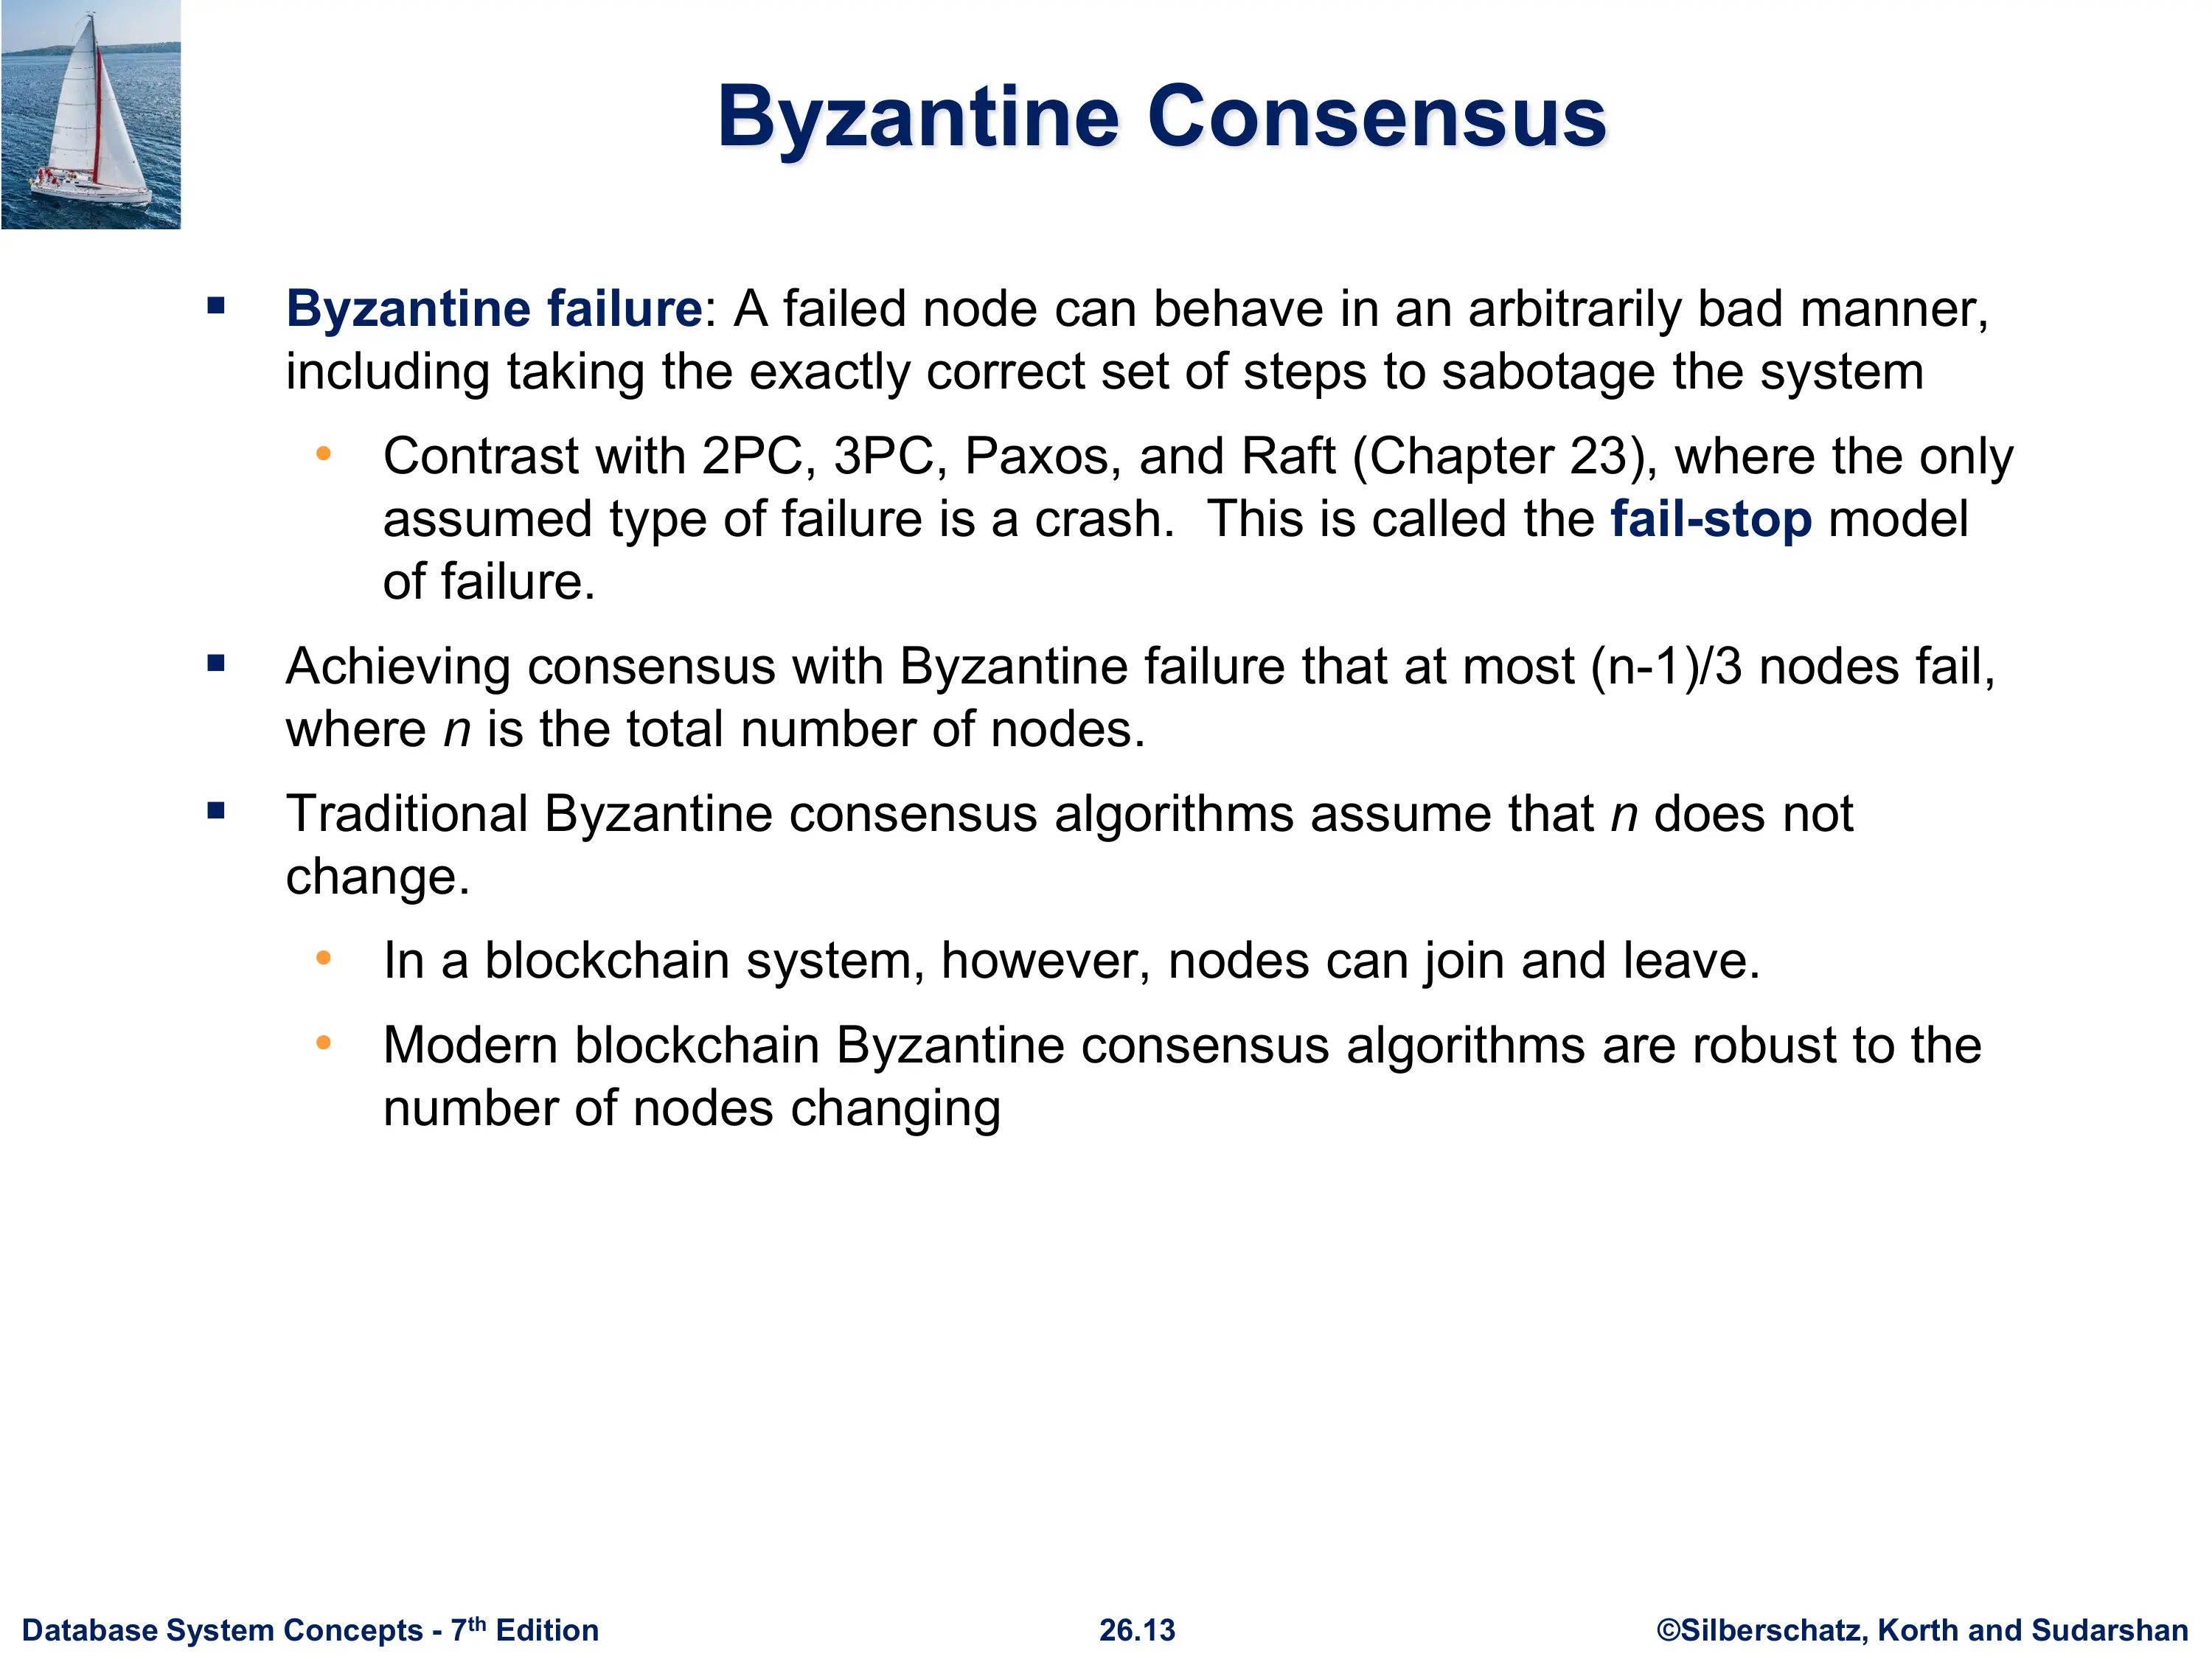 Byzantine Consensus
▪ Byzantine failure: A failed node can behave in an arbitrarily bad manner,
including taking the exactly correct set of steps to sabotage the system
• Contrast with 2PC, 3PC, Paxos, and Raft (Chapter 23), where the only
assumed type of failure is a crash.  This is called the fail-stop model
of failure.
▪ Achieving consensus with Byzantine failure that at most (n-1)/3 nodes fail,
where n is the total number of nodes.
▪ Traditional Byzantine consensus algorithms assume that n does not
change.
• In a blockchain system, however, nodes can join and leave.
• Modern blockchain Byzantine consensus algorithms are robust to the
number of nodes changing
Database System Concepts - 7th Edition
26.13
©Silberschatz, Korth and Sudarshan